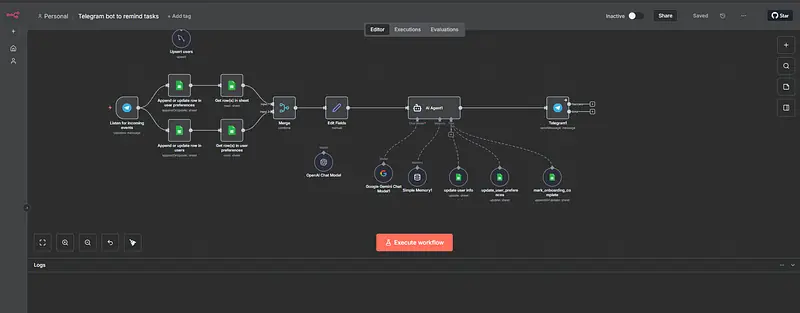 Personal
Telegram bot to remind tasks
+ Add tag
Inactive
Share
Saved
Star
Editor
Executions
Evaluations
Upsert users
Listen for incoming events
Append or update row in user preferences
Get row(s) in sheet
Append or update row in users
Get row(s) in user preferences
Merge
combine
Edit Fields
manual
AI Agent1
Telegram1
OpenAI Chat Model
Google Gemini Chat Model1
Simple Memory1
update user info
update_user_preferences
mark_onboarding_complete
Execute workflow
Logs